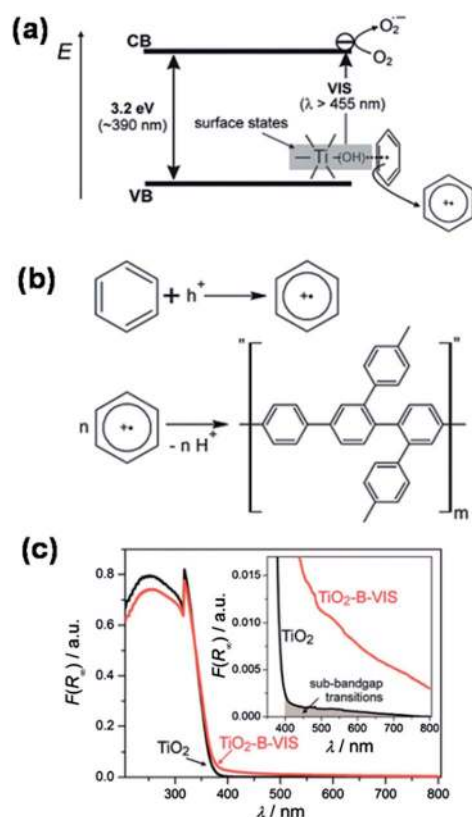 (a)
E
CB
O₂•−
O₂
3.2 eV
(~390 nm)
VIS
(λ > 455 nm)
surface states
Ti
(OH)
+•
VB
(b)
+ h⁺
+•
n
+•
- n H⁺
"
"
m
(c)
F(R∞) / a.u.
0.8
0.6
0.4
0.2
0.0
300 400 500 600 700 800
λ / nm
TiO₂
TiO₂-B-VIS
F(R∞) / a.u.
0.015
0.010
0.005
0.000
400 500 600 700 800
λ / nm
TiO₂-B-VIS
TiO₂
sub-bandgap
transitions